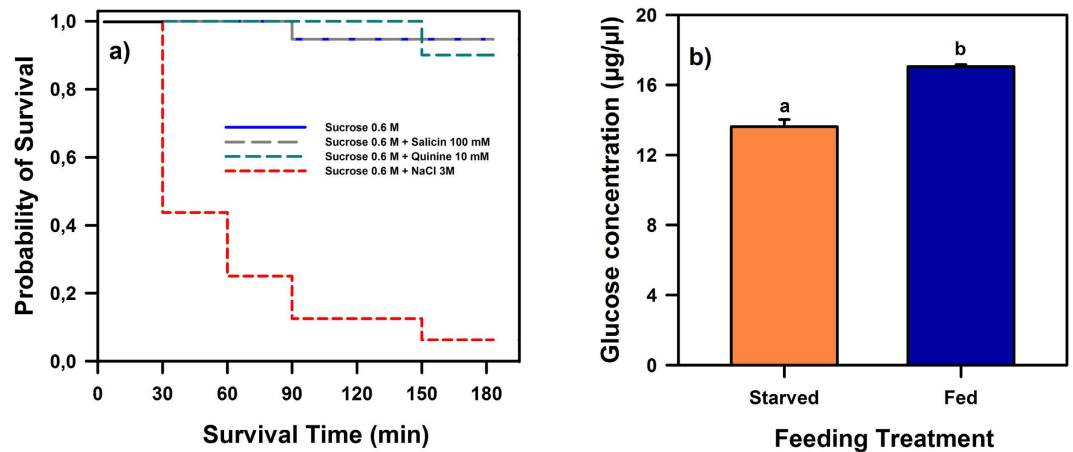 a)
Probability of Survival
1,0
0,8
0,6
0,4
0,2
0,0
Sucrose 0.6 M
Sucrose 0.6 M + Salicin 100 mM
Sucrose 0.6 M + Quinine 10 mM
Sucrose 0.6 M + NaCl 3M
0 30 60 90 120 150 180
Survival Time (min)
b)
Glucose concentration (µg/µl)
20
16
12
8
4
0
a
b
Starved Fed
Feeding Treatment